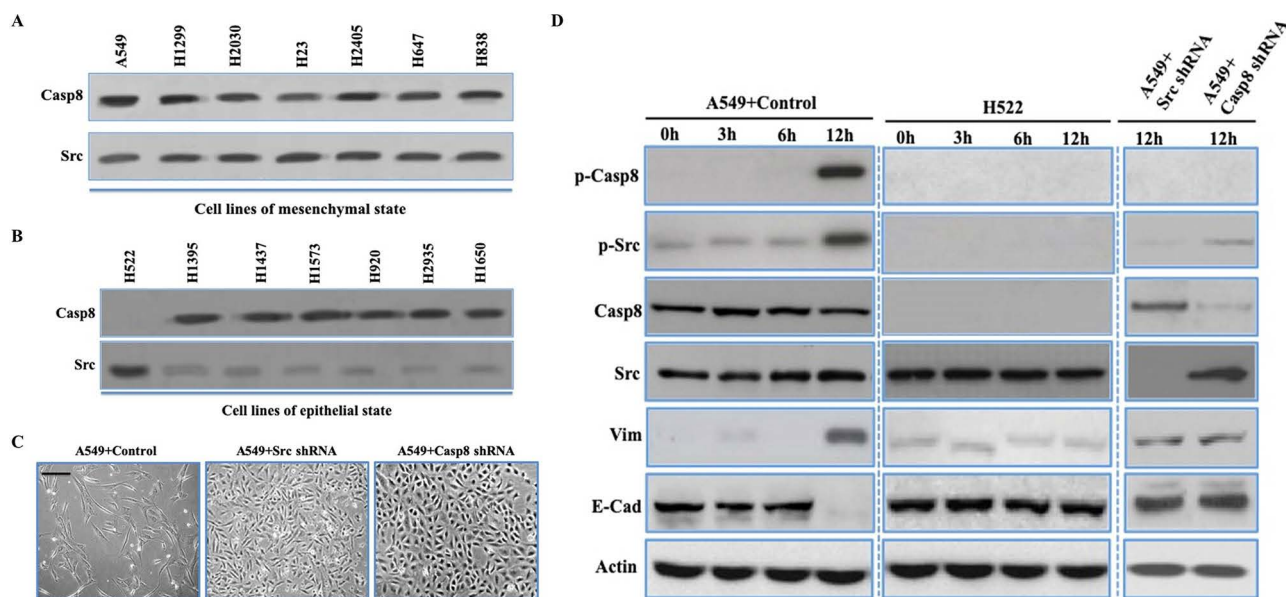 A
A549
H1299
H2030
H23
H2405
H647
H838
Casp8
Src
Cell lines of mesenchymal state
B
H522
H1395
H1437
H1573
H920
H2935
H1650
Casp8
Src
Cell lines of epithelial state
C
A549+Control
A549+Src shRNA
A549+Casp8 shRNA
D
A549+Control
H522
A549+
Src shRNA
A549+
Casp8 shRNA
0h 3h 6h 12h 0h 3h 6h 12h 12h 12h
p-Casp8
p-Src
Casp8
Src
Vim
E-Cad
Actin